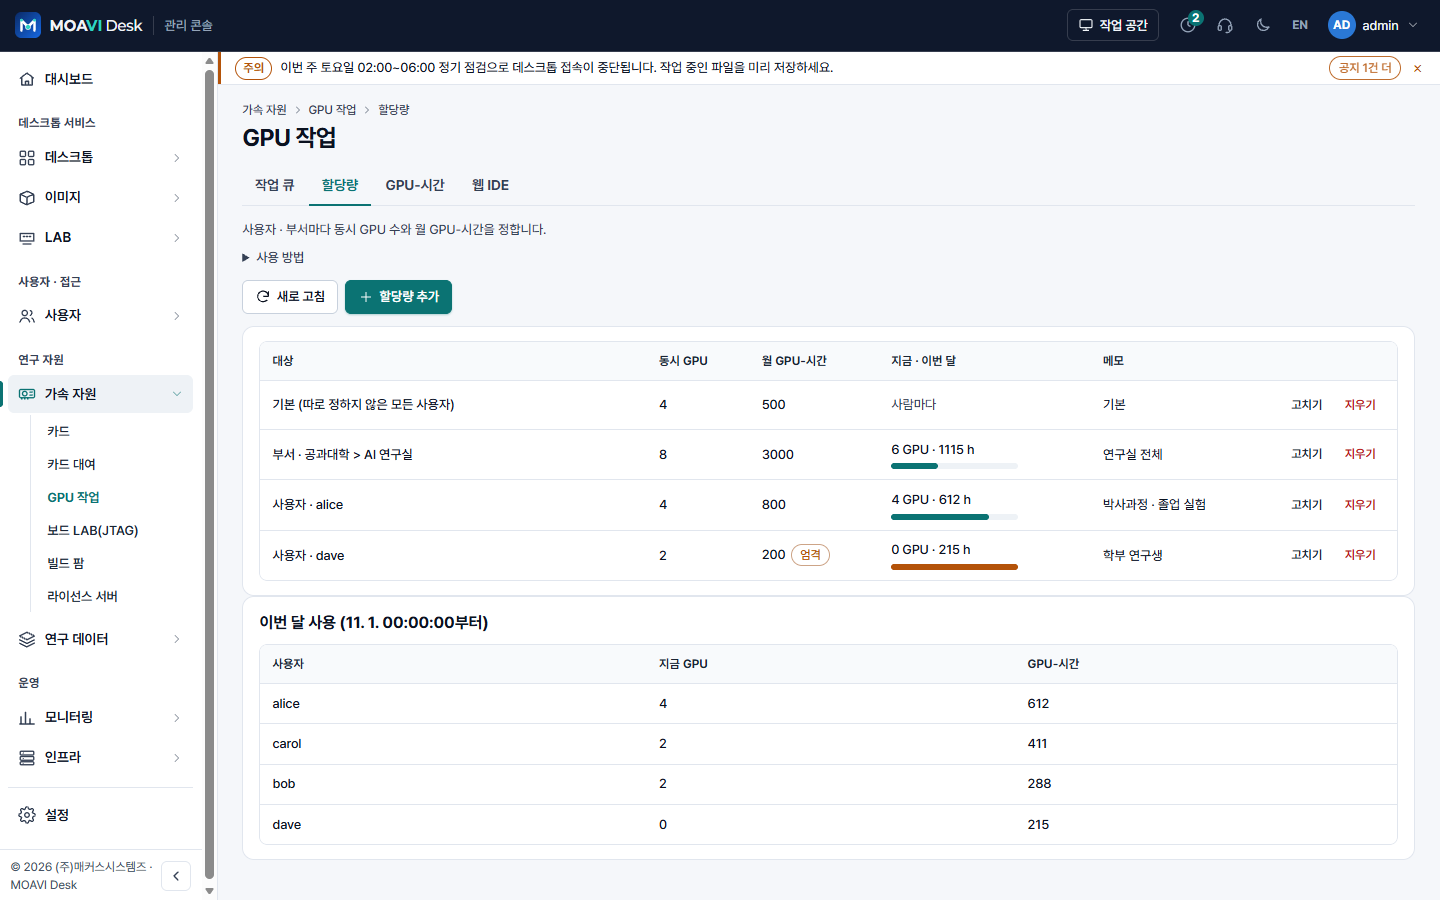 MOAVI Desk 관리 콘솔 작업 공간 2 EN AD admin
대시보드
데스크톱 서비스
데스크톱
이미지
LAB
사용자 · 접근
사용자
연구 자원
가속 자원
카드
카드 대여
GPU 작업
보드 LAB(JTAG)
빌드 팜
라이선스 서버
연구 데이터
운영
모니터링
인프라
설정
© 2026 (주)매커스시스템즈 ·
MOAVI Desk
주의 이번 주 토요일 02:00~06:00 정기 점검으로 데스크톱 접속이 중단됩니다. 작업 중인 파일을 미리 저장하세요. 공지 1건 더 ×
가속 자원 > GPU 작업 > 할당량
GPU 작업
작업 큐 할당량 GPU-시간 웹 IDE
사용자 · 부서마다 동시 GPU 수와 월 GPU-시간을 정합니다.
▶ 사용 방법
새로 고침 + 할당량 추가
대상 동시 GPU 월 GPU-시간 지금 · 이번 달 메모
기본 (따로 정하지 않은 모든 사용자) 4 500 사람마다 기본 고치기 지우기
부서 · 공과대학 > AI 연구실 8 3000 6 GPU · 1115 h 연구실 전체 고치기 지우기
사용자 · alice 4 800 4 GPU · 612 h 박사과정 · 졸업 실험 고치기 지우기
사용자 · dave 2 200 엄격 0 GPU · 215 h 학부 연구생 고치기 지우기
이번 달 사용 (11. 1. 00:00:00부터)
사용자 지금 GPU GPU-시간
alice 4 612
carol 2 411
bob 2 288
dave 0 215